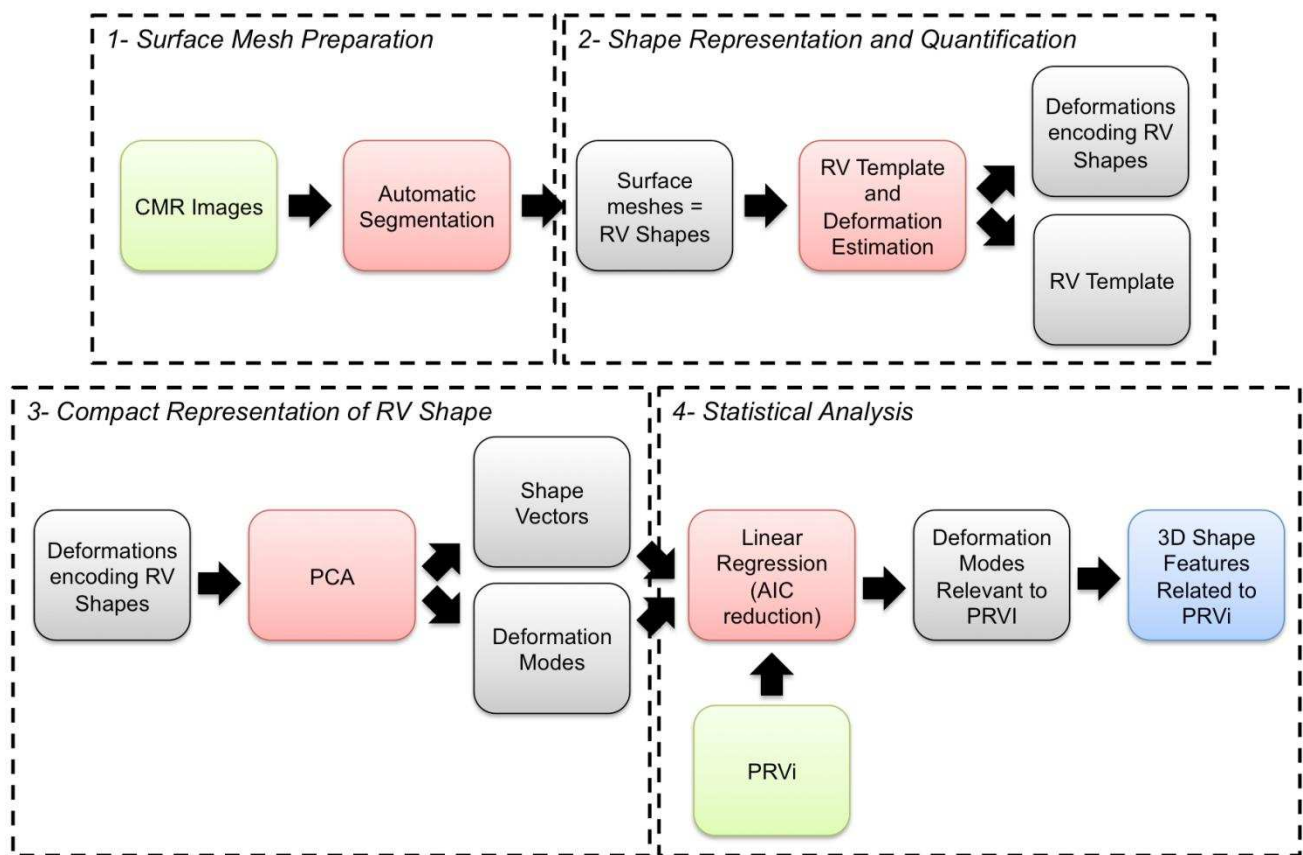 1- Surface Mesh Preparation
CMR Images
Automatic
Segmentation
2- Shape Representation and Quantification
Surface
meshes =
RV Shapes
RV Template
and
Deformation
Estimation
Deformations
encoding RV
Shapes
RV Template
3- Compact Representation of RV Shape
Deformations
encoding RV
Shapes
PCA
Shape
Vectors
Deformation
Modes
4- Statistical Analysis
Linear
Regression
(AIC
reduction)
PRVi
Deformation
Modes
Relevant to
PRVI
3D Shape
Features
Related to
PRVi